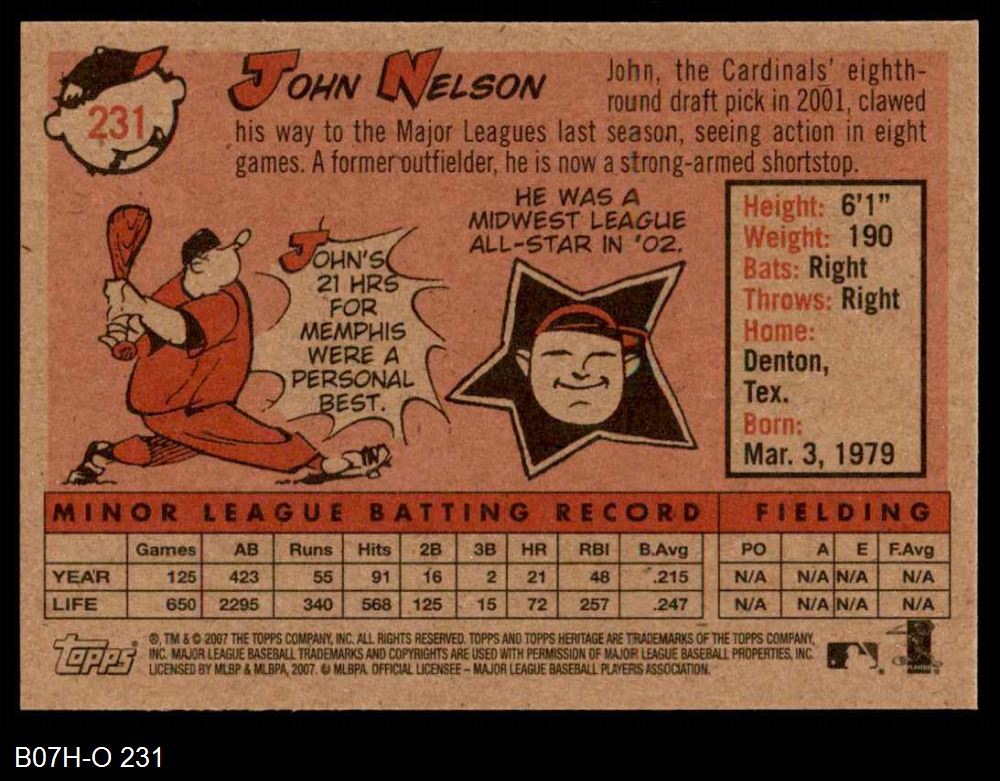 231
JOHN NELSON
John, the Cardinals' eighth-
round draft pick in 2001, clawed
his way to the Major Leagues last season, seeing action in eight
games. A former outfielder, he is now a strong-armed shortstop.
JOHN'S
21 HRS
FOR
MEMPHIS
WERE A
PERSONAL
BEST.
HE WAS A
MIDWEST LEAGUE
ALL-STAR IN '02.
Height: 6'1"
Weight: 190
Bats: Right
Throws: Right
Home:
Denton,
Tex.
Born:
Mar. 3, 1979
MINOR LEAGUE BATTING RECORD FIELDING
Games AB Runs Hits 2B 3B HR RBI B.Avg PO A E F.Avg
YEAR 125 423 55 91 16 2 21 48 .215 N/A N/A N/A N/A
LIFE 650 2295 340 568 125 15 72 257 .247 N/A N/A N/A N/A
TOPPS
®, TM & © 2007 THE TOPPS COMPANY, INC. ALL RIGHTS RESERVED. TOPPS AND TOPPS HERITAGE ARE TRADEMARKS OF THE TOPPS COMPANY,
INC. MAJOR LEAGUE BASEBALL TRADEMARKS AND COPYRIGHTS ARE USED WITH PERMISSION OF MAJOR LEAGUE BASEBALL PROPERTIES, INC.
LICENSED BY MLBP & MLBPA, 2007. © MLBPA. OFFICIAL LICENSEE – MAJOR LEAGUE BASEBALL PLAYERS ASSOCIATION.
B07H-O 231